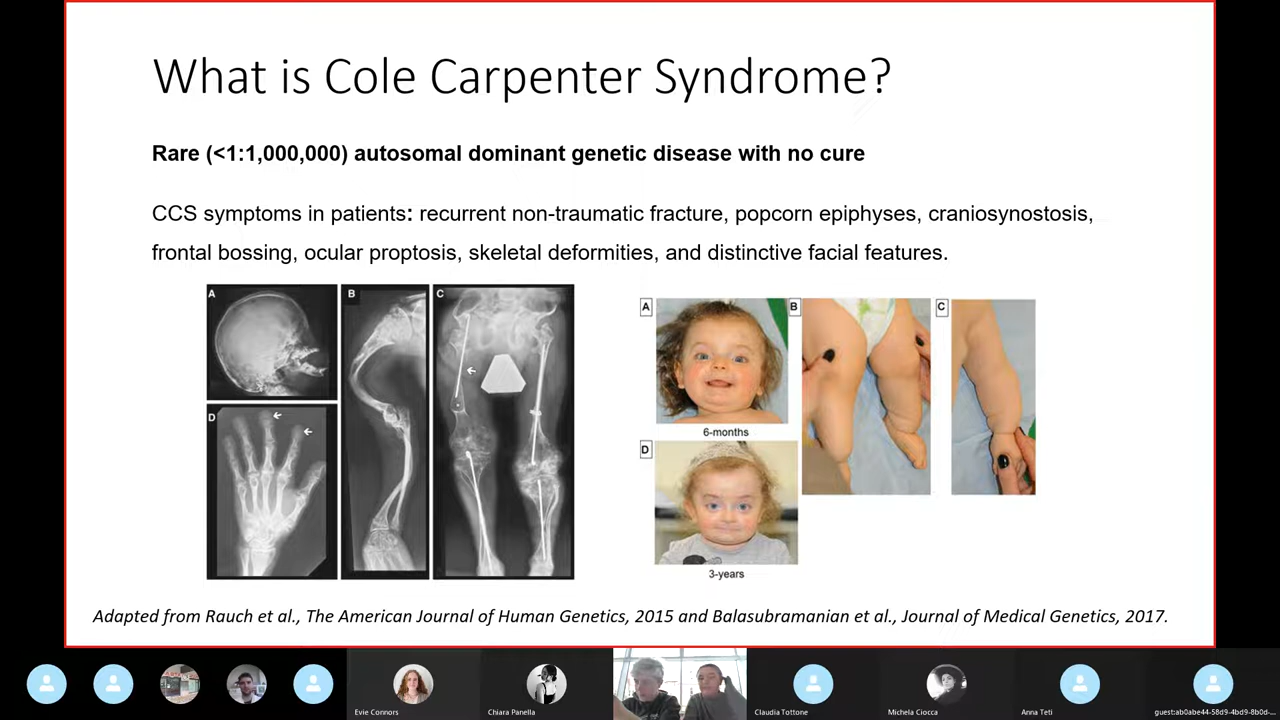 What is Cole Carpenter Syndrome?
Rare (<1:1,000,000) autosomal dominant genetic disease with no cure
CCS symptoms in patients: recurrent non-traumatic fracture, popcorn epiphyses, craniosynostosis,
frontal bossing, ocular proptosis, skeletal deformities, and distinctive facial features.
A
B
C
D
A
B
C
6-months
D
3-years
Adapted from Rauch et al., The American Journal of Human Genetics, 2015 and Balasubramanian et al., Journal of Medical Genetics, 2017.
Evie Connors
Chiara Panella
Claudia Tottone
Michela Ciocca
Anna Teti
guest:ab0abe44-58d9-4bd9-8b0d-...